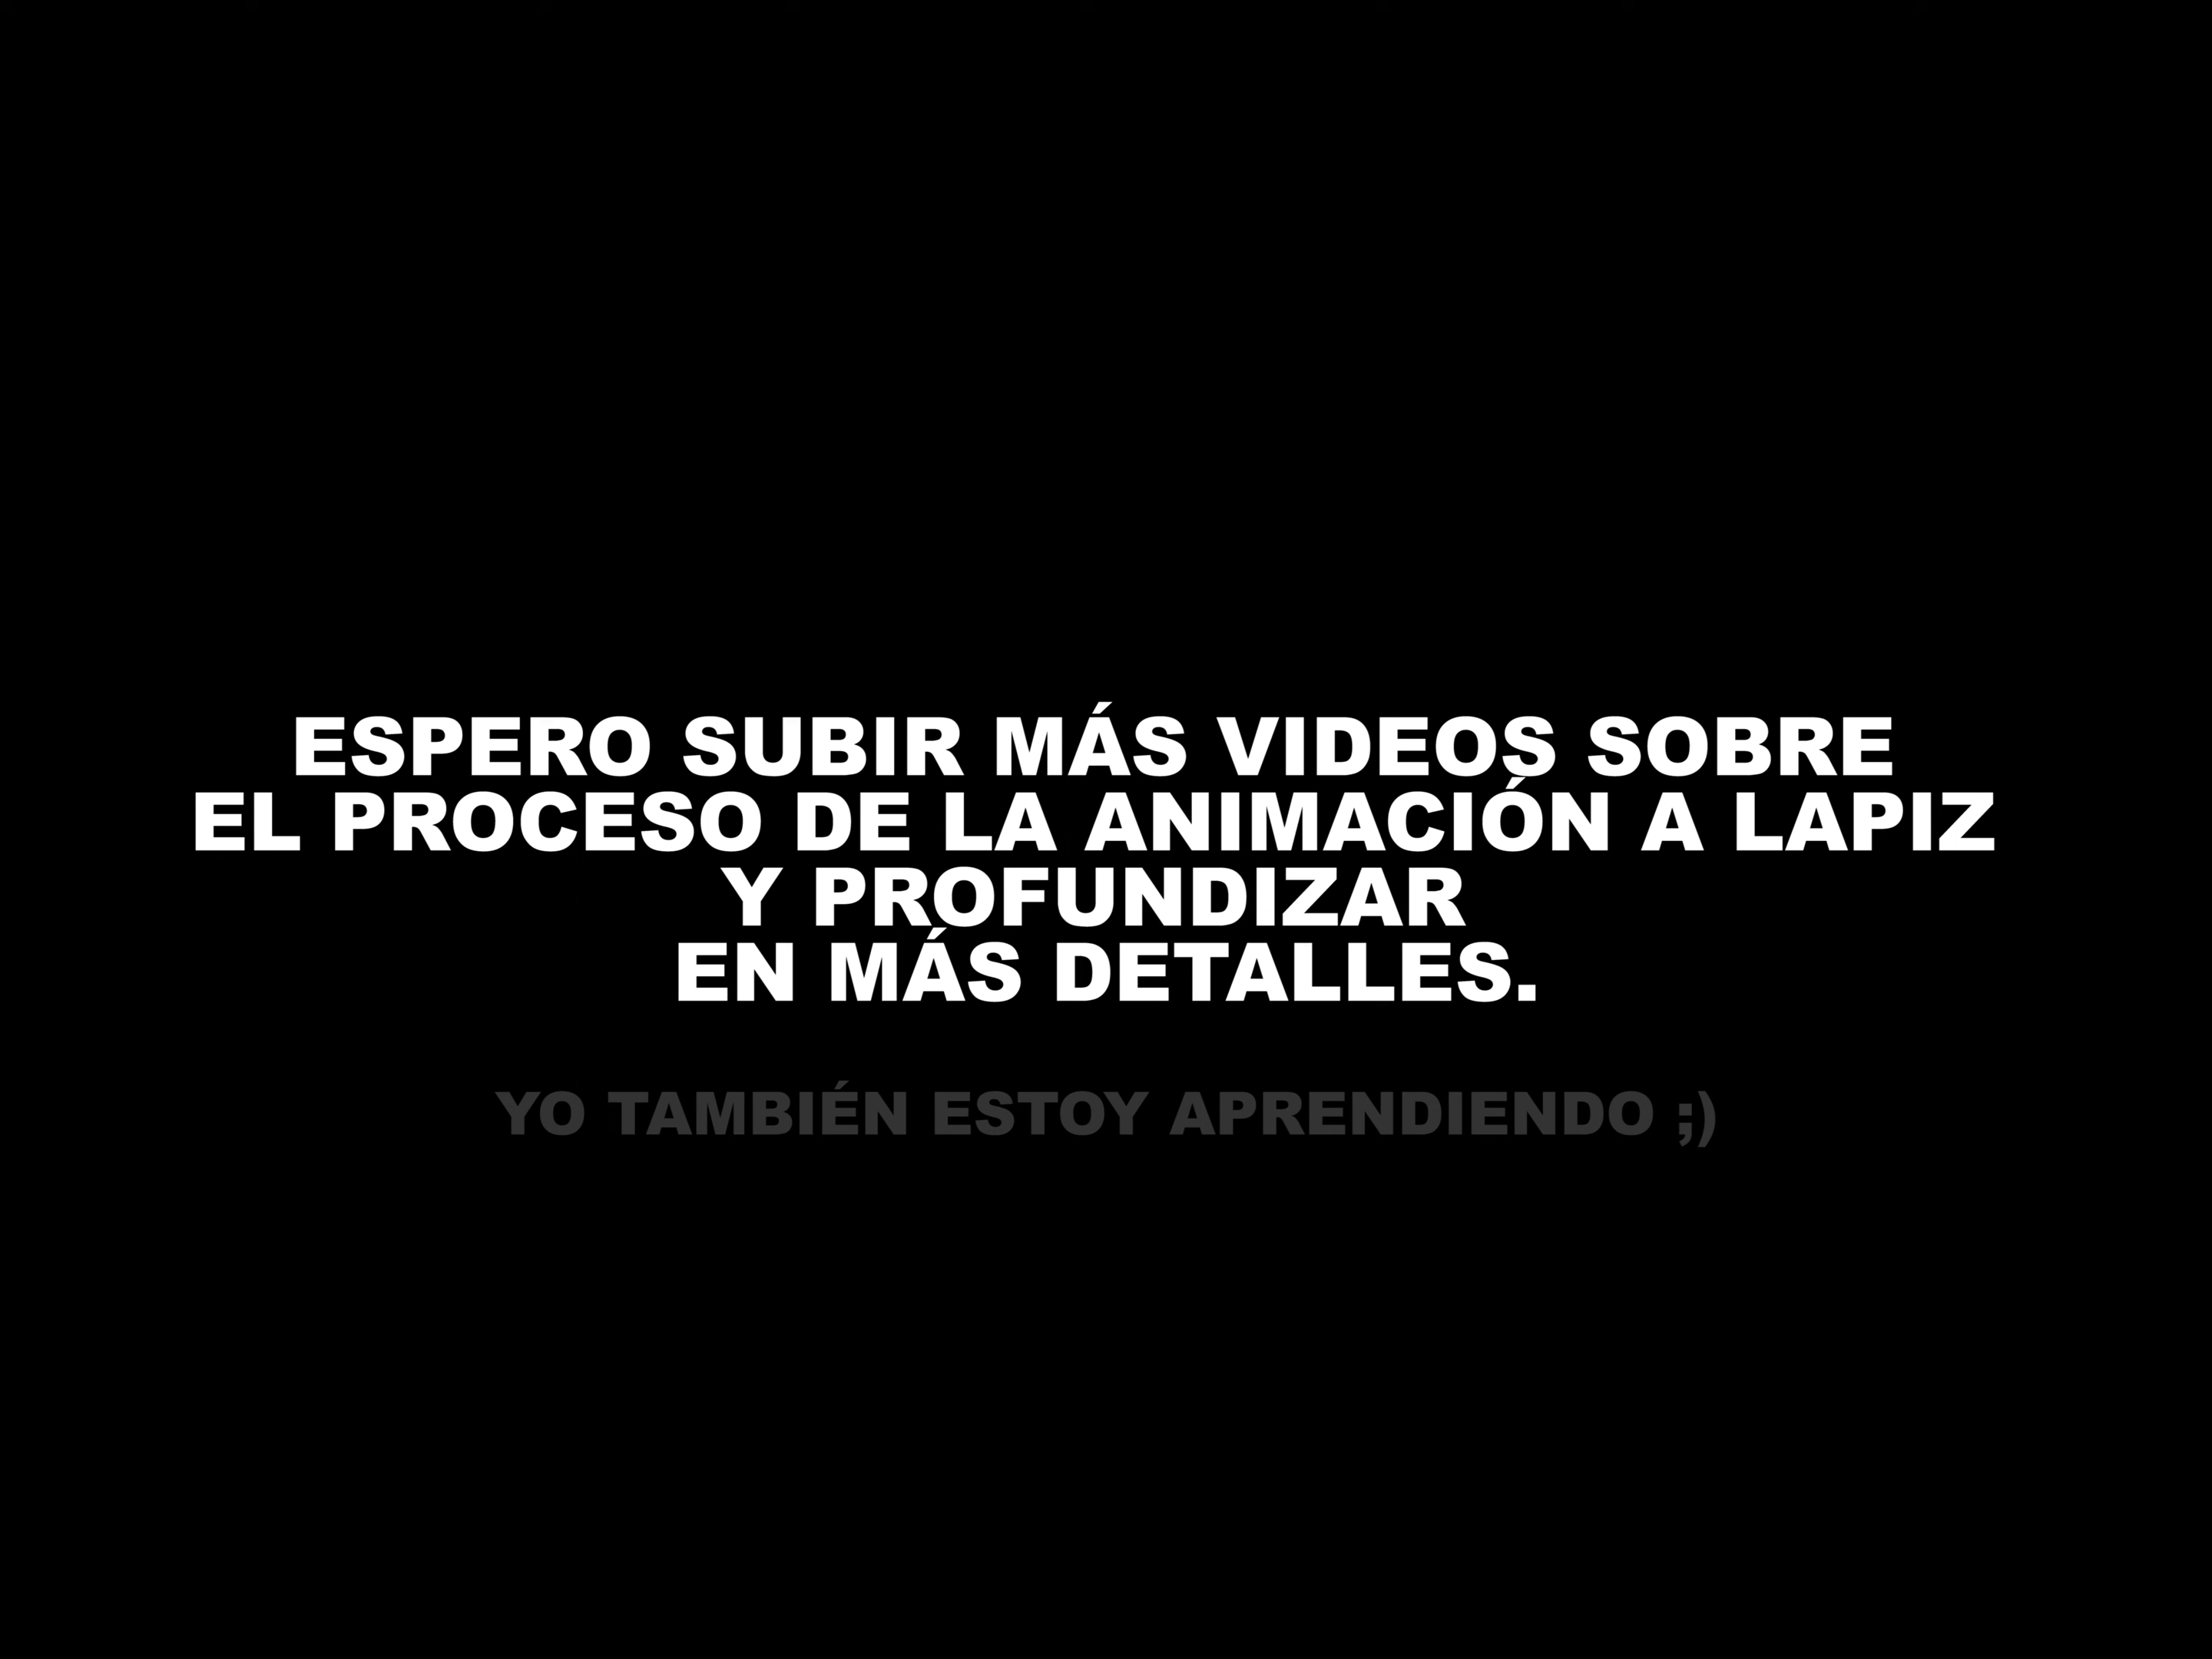 ESPERO SUBIR MÁS VIDEOS SOBRE
EL PROCESO DE LA ANIMACIÓN A LAPIZ
Y PROFUNDIZAR
EN MÁS DETALLES.
YO TAMBIÉN ESTOY APRENDIENDO ;)